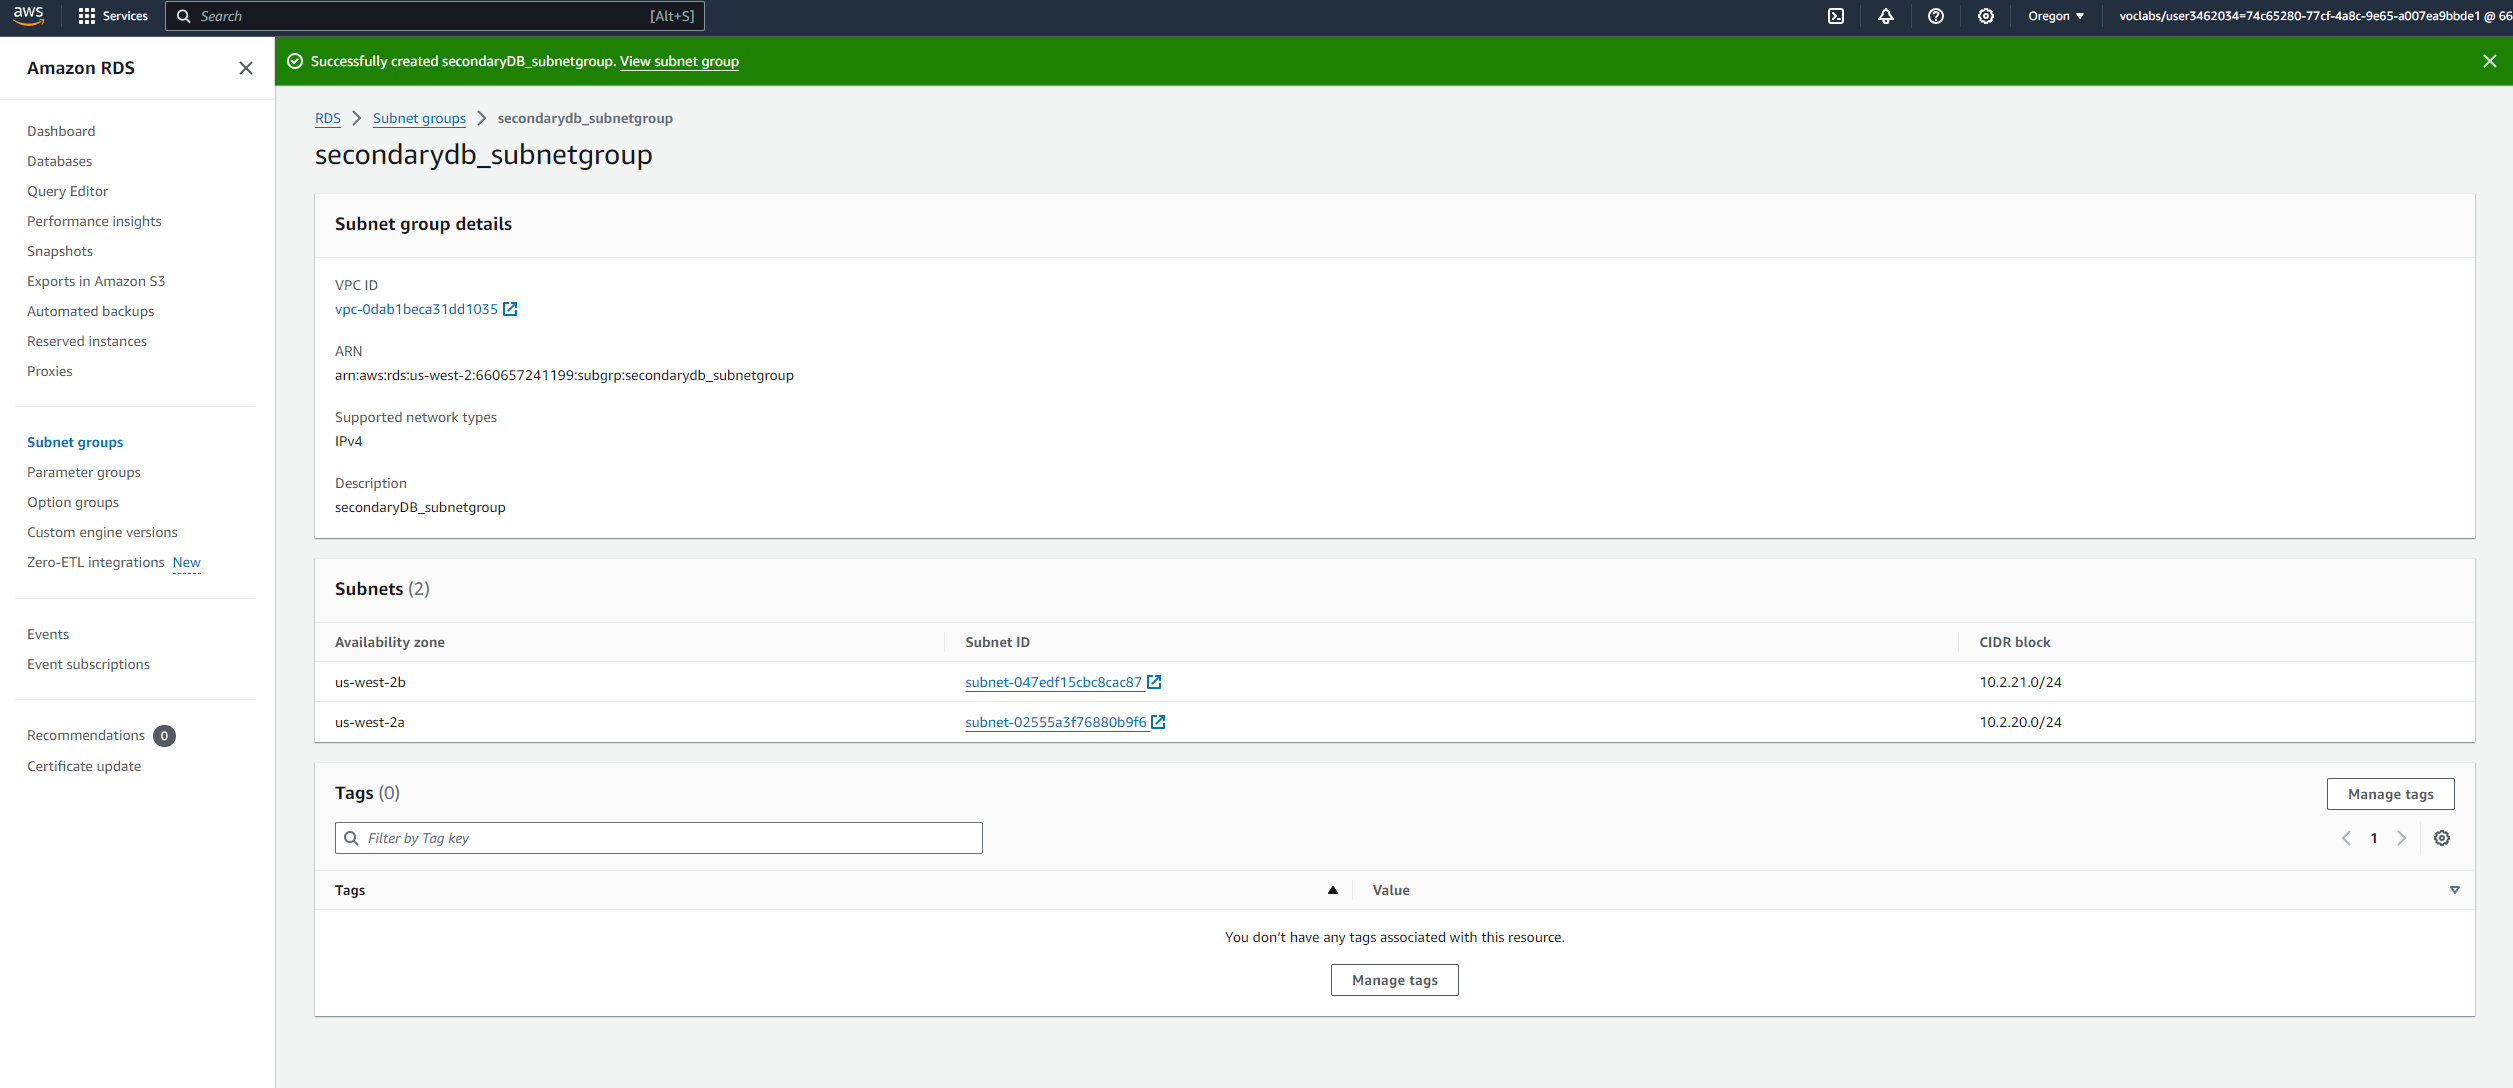 aws Services Search [Alt+S] Oregon ▼ voclabs/user3462034=74c65280-77cf-4a8c-9e65-a007ea9bbde1 @ 66
Amazon RDS
Dashboard
Databases
Query Editor
Performance insights
Snapshots
Exports in Amazon S3
Automated backups
Reserved instances
Proxies
Subnet groups
Parameter groups
Option groups
Custom engine versions
Zero-ETL integrations New
Events
Event subscriptions
Recommendations 0
Certificate update
Successfully created secondaryDB_subnetgroup. View subnet group
RDS > Subnet groups > secondarydb_subnetgroup
secondarydb_subnetgroup
Subnet group details
VPC ID
vpc-0dab1beca31dd1035
ARN
arn:aws:rds:us-west-2:660657241199:subgrp:secondarydb_subnetgroup
Supported network types
IPv4
Description
secondaryDB_subnetgroup
Subnets (2)
Availability zone Subnet ID CIDR block
us-west-2b subnet-047edf15cbc8cac87 10.2.21.0/24
us-west-2a subnet-02555a3f76880b9f6 10.2.20.0/24
Tags (0) Manage tags
Filter by Tag key 1
Tags Value
You don't have any tags associated with this resource.
Manage tags